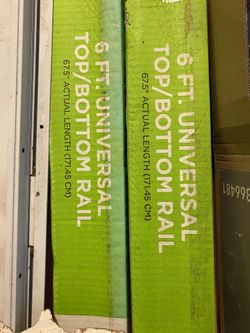 6 FT. UNIVERSAL
TOP/BOTTOM RAIL
67.5" ACTUAL LENGTH (171.45 CM)
6 FT. UNIVERSAL
TOP/BOTTOM RAIL
67.5" ACTUAL LENGTH (171.45 CM)
366481